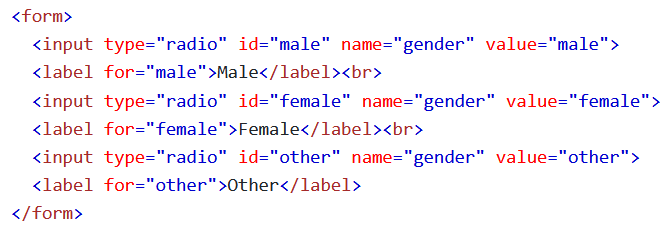 <form>
<input type="radio" id="male" name="gender" value="male">
<label for="male">Male</label><br>
<input type="radio" id="female" name="gender" value="female">
<label for="female">Female</label><br>
<input type="radio" id="other" name="gender" value="other">
<label for="other">Other</label>
</form>